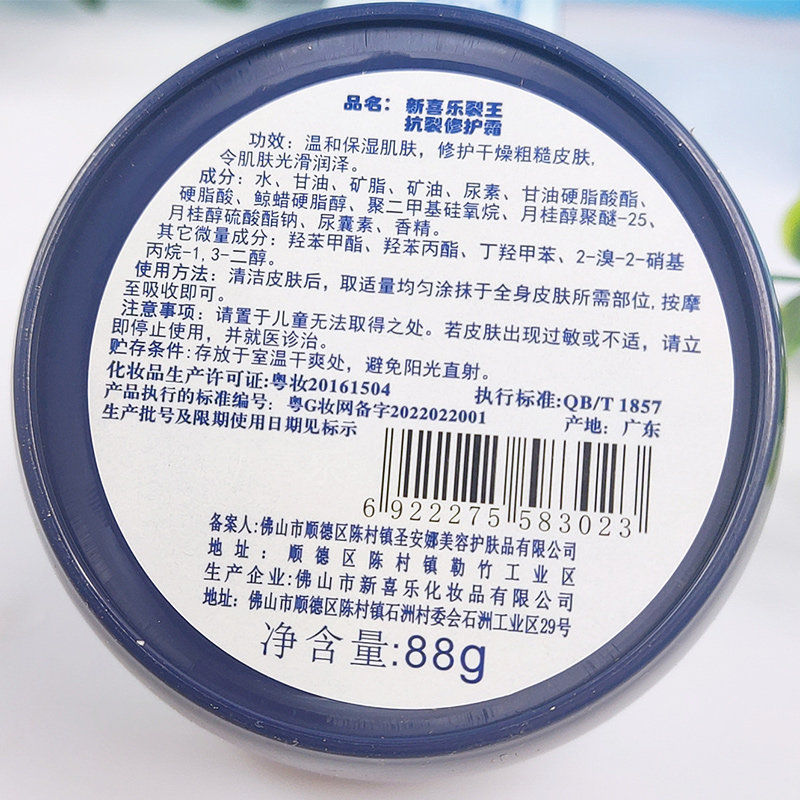 品名：新喜乐裂王
抗裂修护霜
功效：温和保湿肌肤，修护干燥粗糙皮肤，
令肌肤光滑润泽。
成分：水、甘油、矿脂、矿油、尿素、甘油硬脂酸酯、
硬脂酸、鲸蜡硬脂醇、聚二甲基硅氧烷、月桂醇聚醚-25、
月桂醇硫酸酯钠、尿囊素、香精。
其它微量成分：羟苯甲酯、羟苯丙酯、丁羟甲苯、2-溴-2-硝基
丙烷-1,3-二醇。
使用方法：清洁皮肤后，取适量均匀涂抹于全身皮肤所需部位,按摩
至吸收即可。
注意事项：请置于儿童无法取得之处。若皮肤出现过敏或不适，请立
即停止使用，并就医诊治。
贮存条件:存放于室温干爽处，避免阳光直射。
化妆品生产许可证:粤妆20161504 执行标准:QB/T 1857
产品执行的标准编号：粤G妆网备字2022022001 产地：广东
生产批号及限期使用日期见标示
6 922275 583023
备案人:佛山市顺德区陈村镇圣安娜美容护肤品有限公司
地址：顺德区陈村镇勒竹工业区
生产企业:佛山市新喜乐化妆品有限公司
地址:佛山市顺德区陈村镇石洲村委会石洲工业区29号
净含量:88g